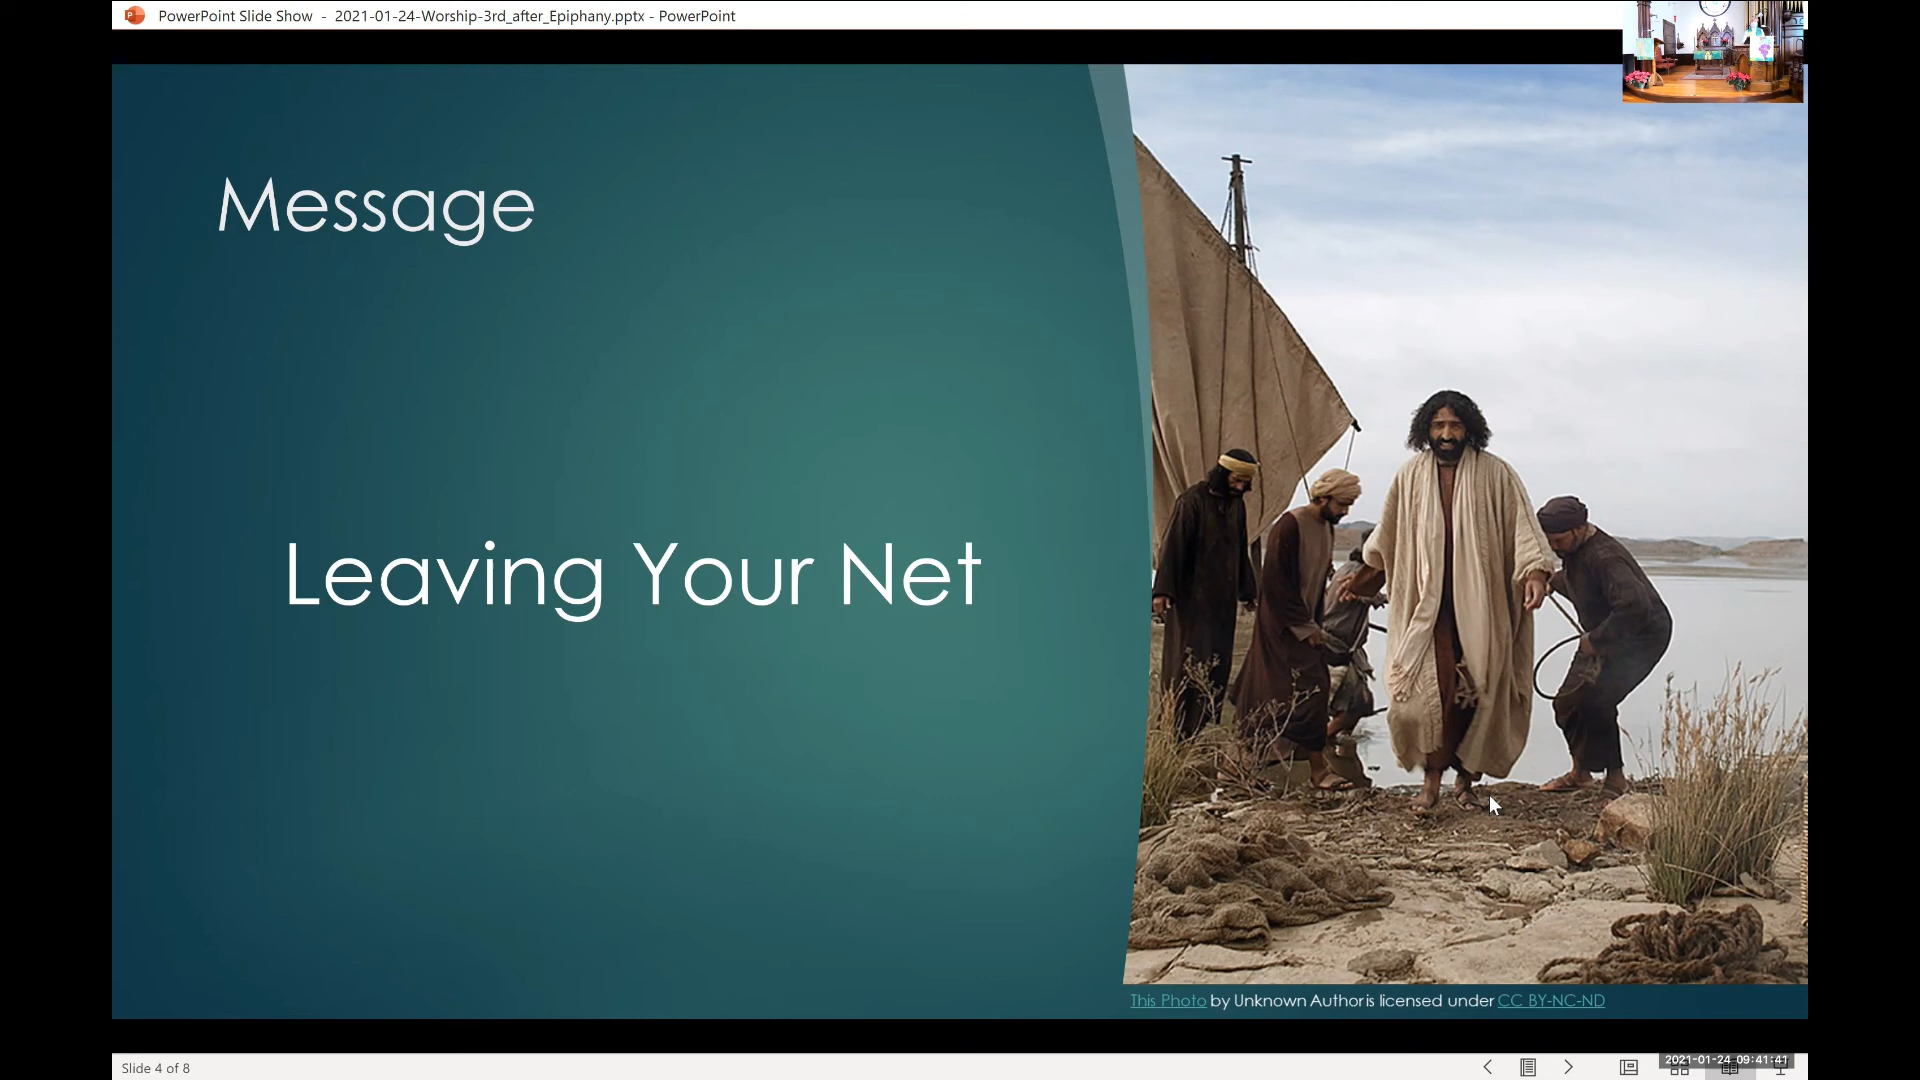 PowerPoint Slide Show - 2021-01-24-Worship-3rd_after_Epiphany.pptx - PowerPoint
Message
Leaving Your Net
This Photo by Unknown Author is licensed under CC BY-NC-ND
Slide 4 of 8
2021-01-24 09:41:41